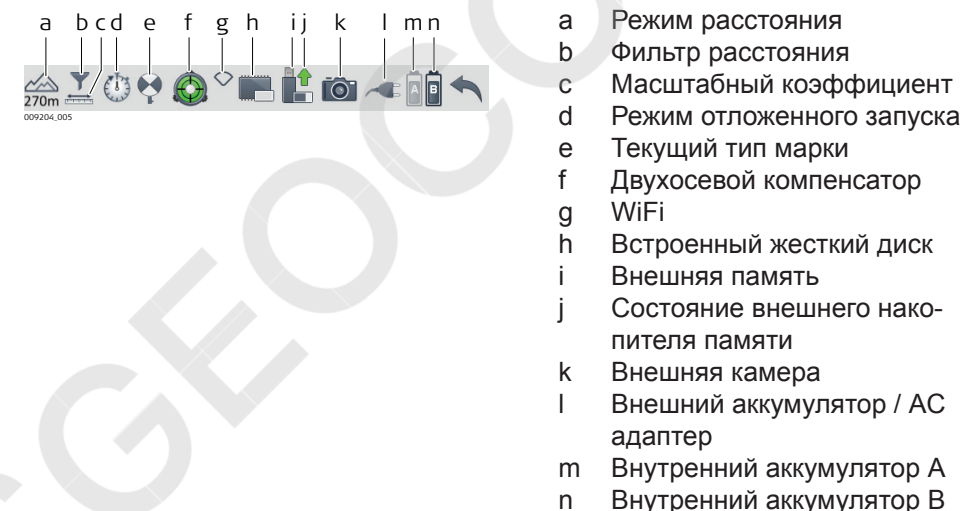 a b c d e f g h i j k l m n
270m
A B
009204_005
a Режим расстояния
b Фильтр расстояния
c Масштабный коэффициент
d Режим отложенного запуска
e Текущий тип марки
f Двухосевой компенсатор
g WiFi
h Встроенный жесткий диск
i Внешняя память
j Состояние внешнего нако-
пителя памяти
k Внешняя камера
l Внешний аккумулятор / AC
адаптер
m Внутренний аккумулятор A
n Внутренний аккумулятор B